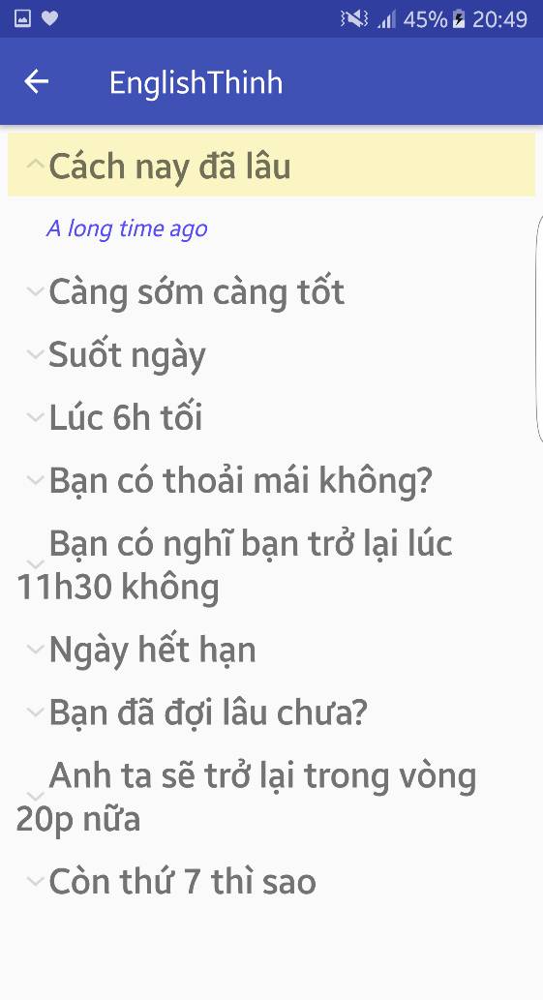 45% 20:49
EnglishThinh
Cách nay đã lâu
A long time ago
Càng sớm càng tốt
Suốt ngày
Lúc 6h tối
Bạn có thoải mái không?
Bạn có nghĩ bạn trở lại lúc
11h30 không
Ngày hết hạn
Bạn đã đợi lâu chưa?
Anh ta sẽ trở lại trong vòng
20p nữa
Còn thứ 7 thì sao